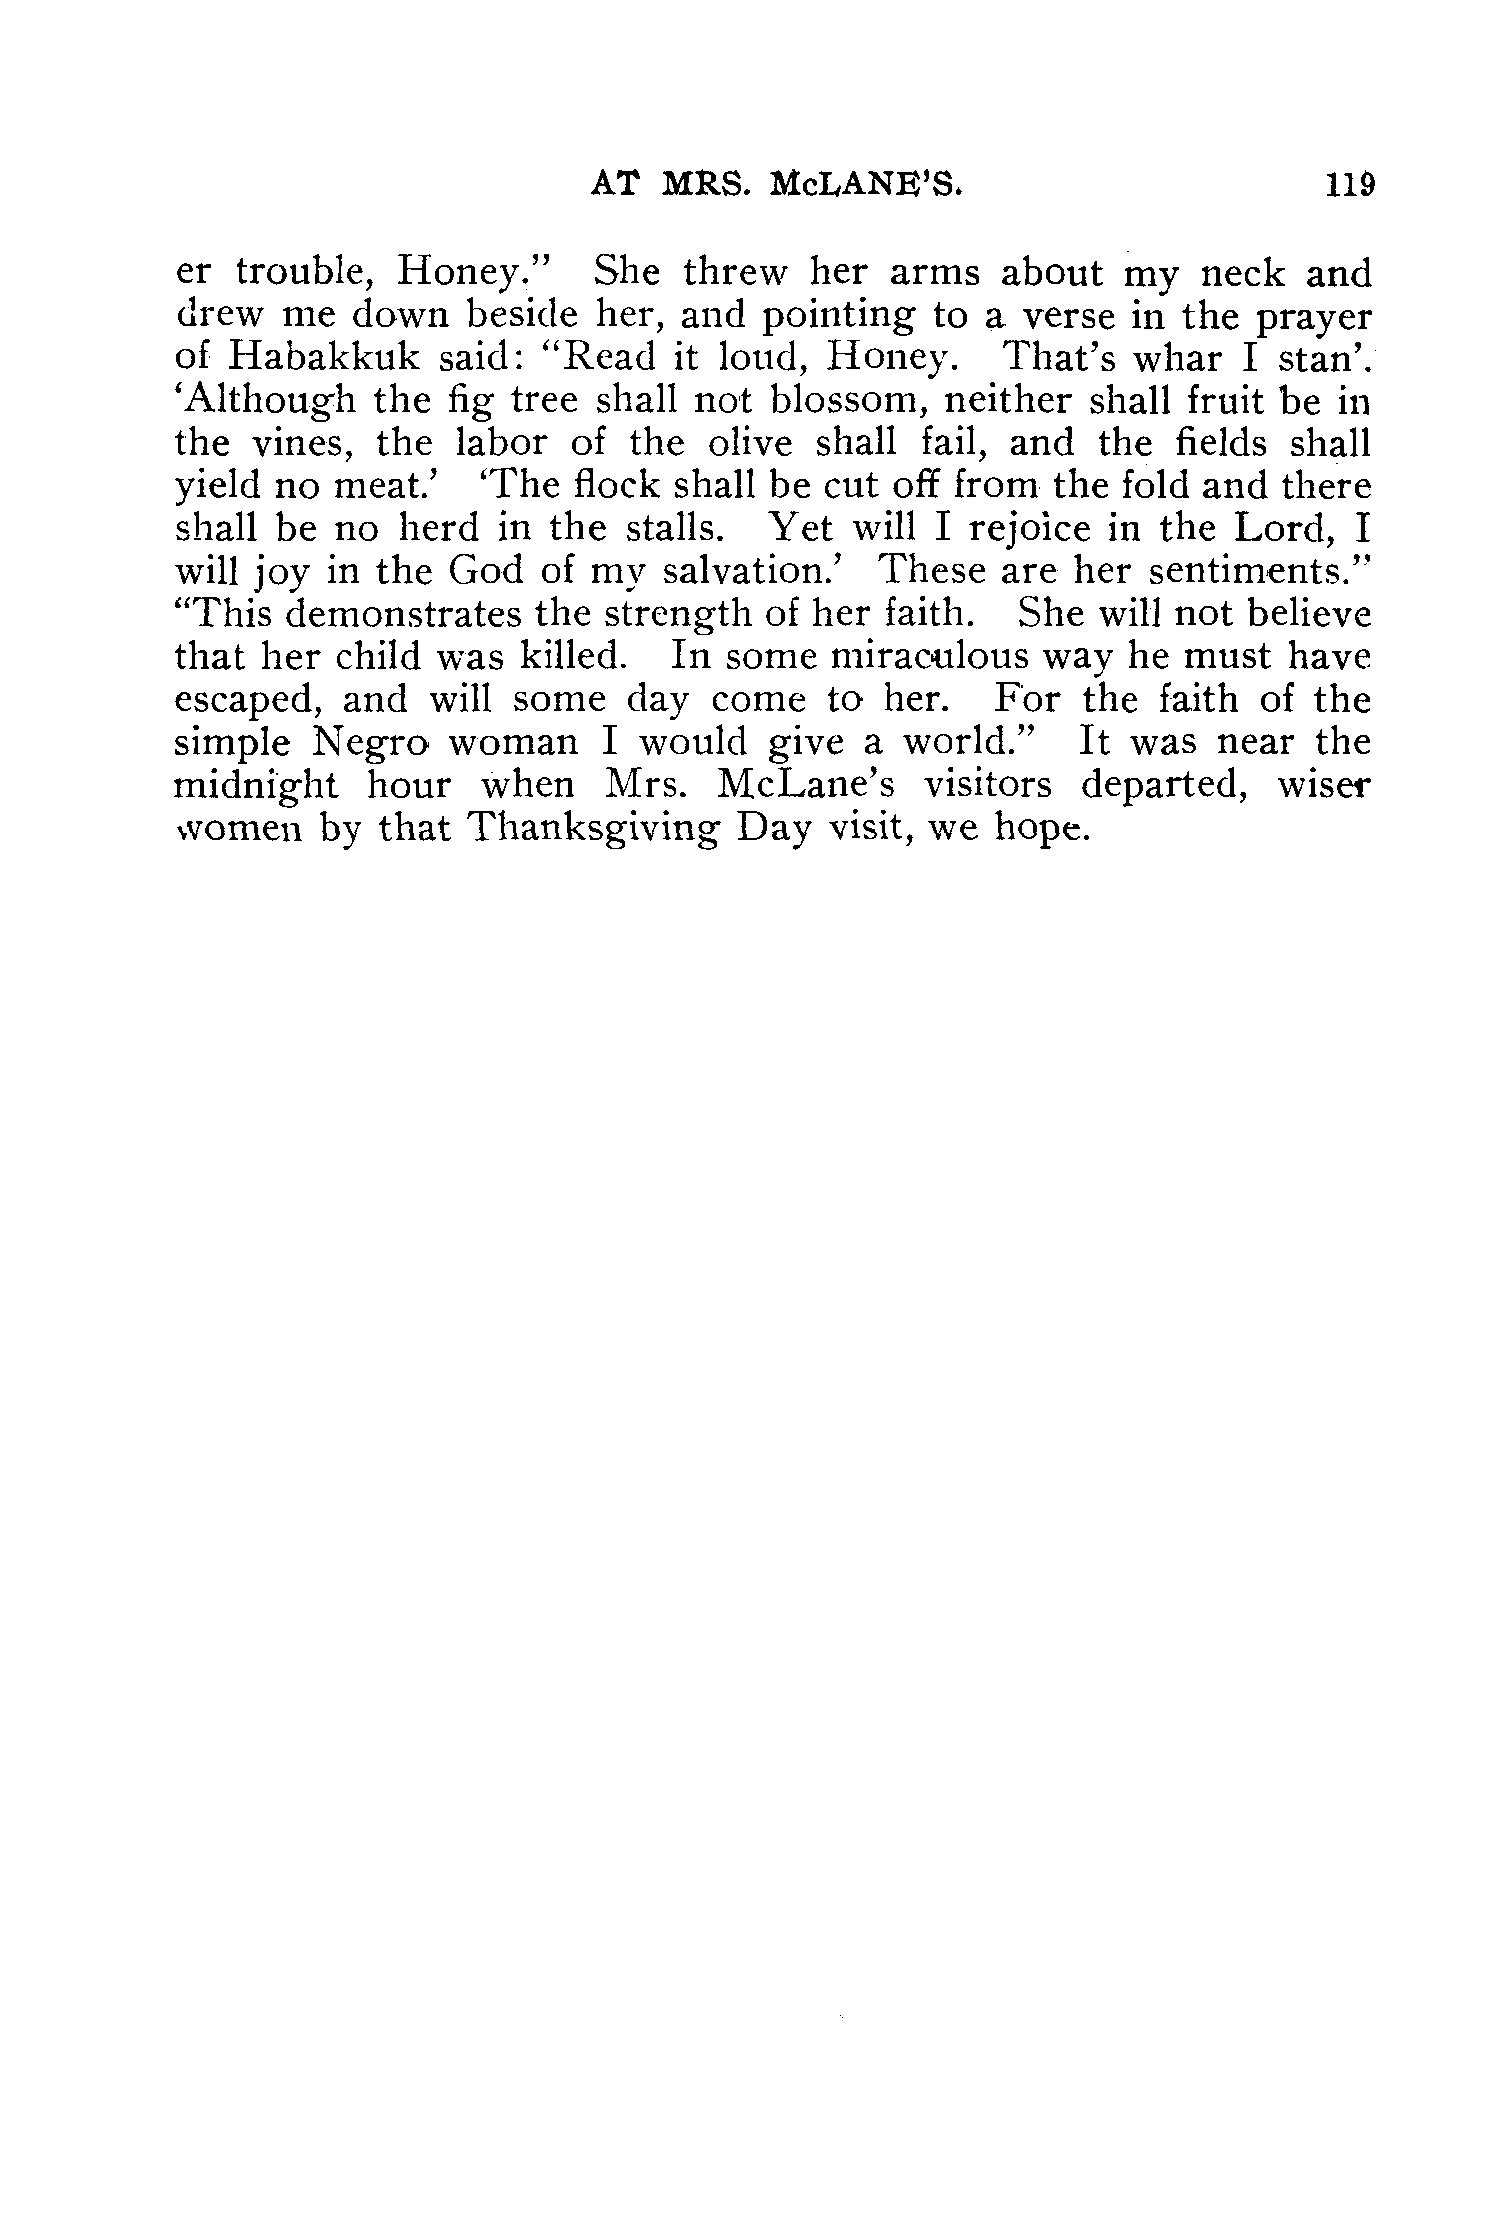 AT MRS. McLANE'S. 119
er trouble, Honey.” She threw her arms about my neck and
drew me down beside her, and pointing to a verse in the prayer
of Habakkuk said: “Read it loud, Honey. That’s whar I stan’.
‘Although the fig tree shall not blossom, neither shall fruit be in
the vines, the labor of the olive shall fail, and the fields shall
yield no meat.’ ‘The flock shall be cut off from the fold and there
shall be no herd in the stalls. Yet will I rejoice in the Lord, I
will joy in the God of my salvation.’ These are her sentiments.”
“This demonstrates the strength of her faith. She will not believe
that her child was killed. In some miraculous way he must have
escaped, and will some day come to her. For the faith of the
simple Negro woman I would give a world.” It was near the
midnight hour when Mrs. McLane’s visitors departed, wiser
women by that Thanksgiving Day visit, we hope.